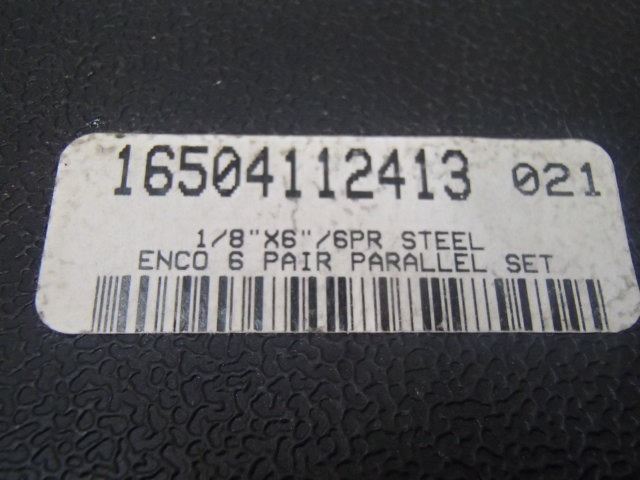 16504112413 021
1/8"X6"/6PR STEEL
ENCO 6 PAIR PARALLEL SET